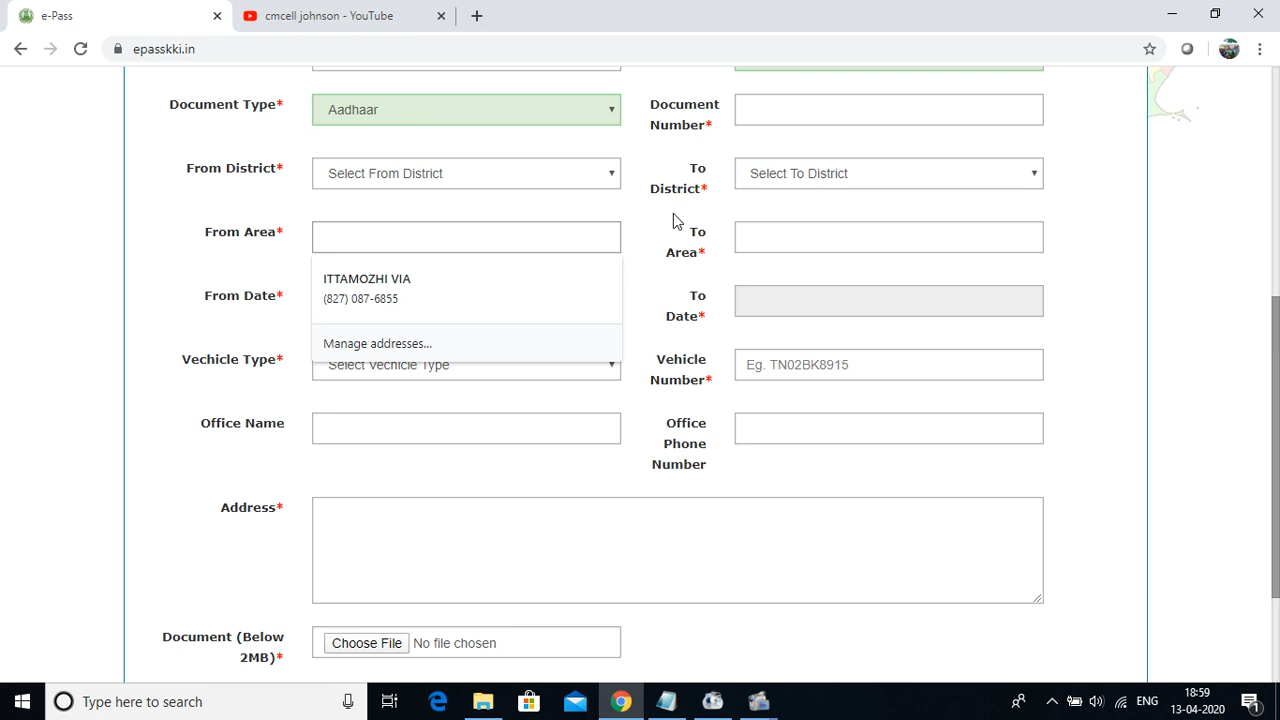 e-Pass
cmcell johnson - YouTube
epasskki.in
Document Type*
Aadhaar
Document
Number*
From District*
Select From District
To
District*
Select To District
From Area*
To
Area*
ITTAMOZHI VIA
(827) 087-6855
Manage addresses...
From Date*
To
Date*
Vechicle Type*
Select Vechicle Type
Vehicle
Number*
Eg. TN02BK8915
Office Name
Office
Phone
Number
Address*
Document (Below
2MB)*
Choose File No file chosen
Type here to search
ENG
18:59
13-04-2020
1